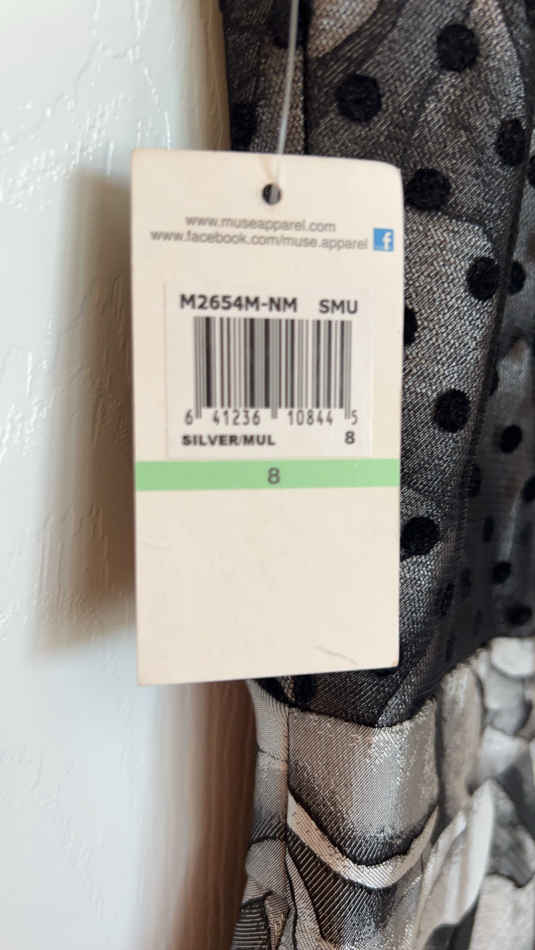 www.museapparel.com
www.facebook.com/muse.apparel f
M2654M-NM SMU
6 41236 10844 5
SILVER/MUL 8
8